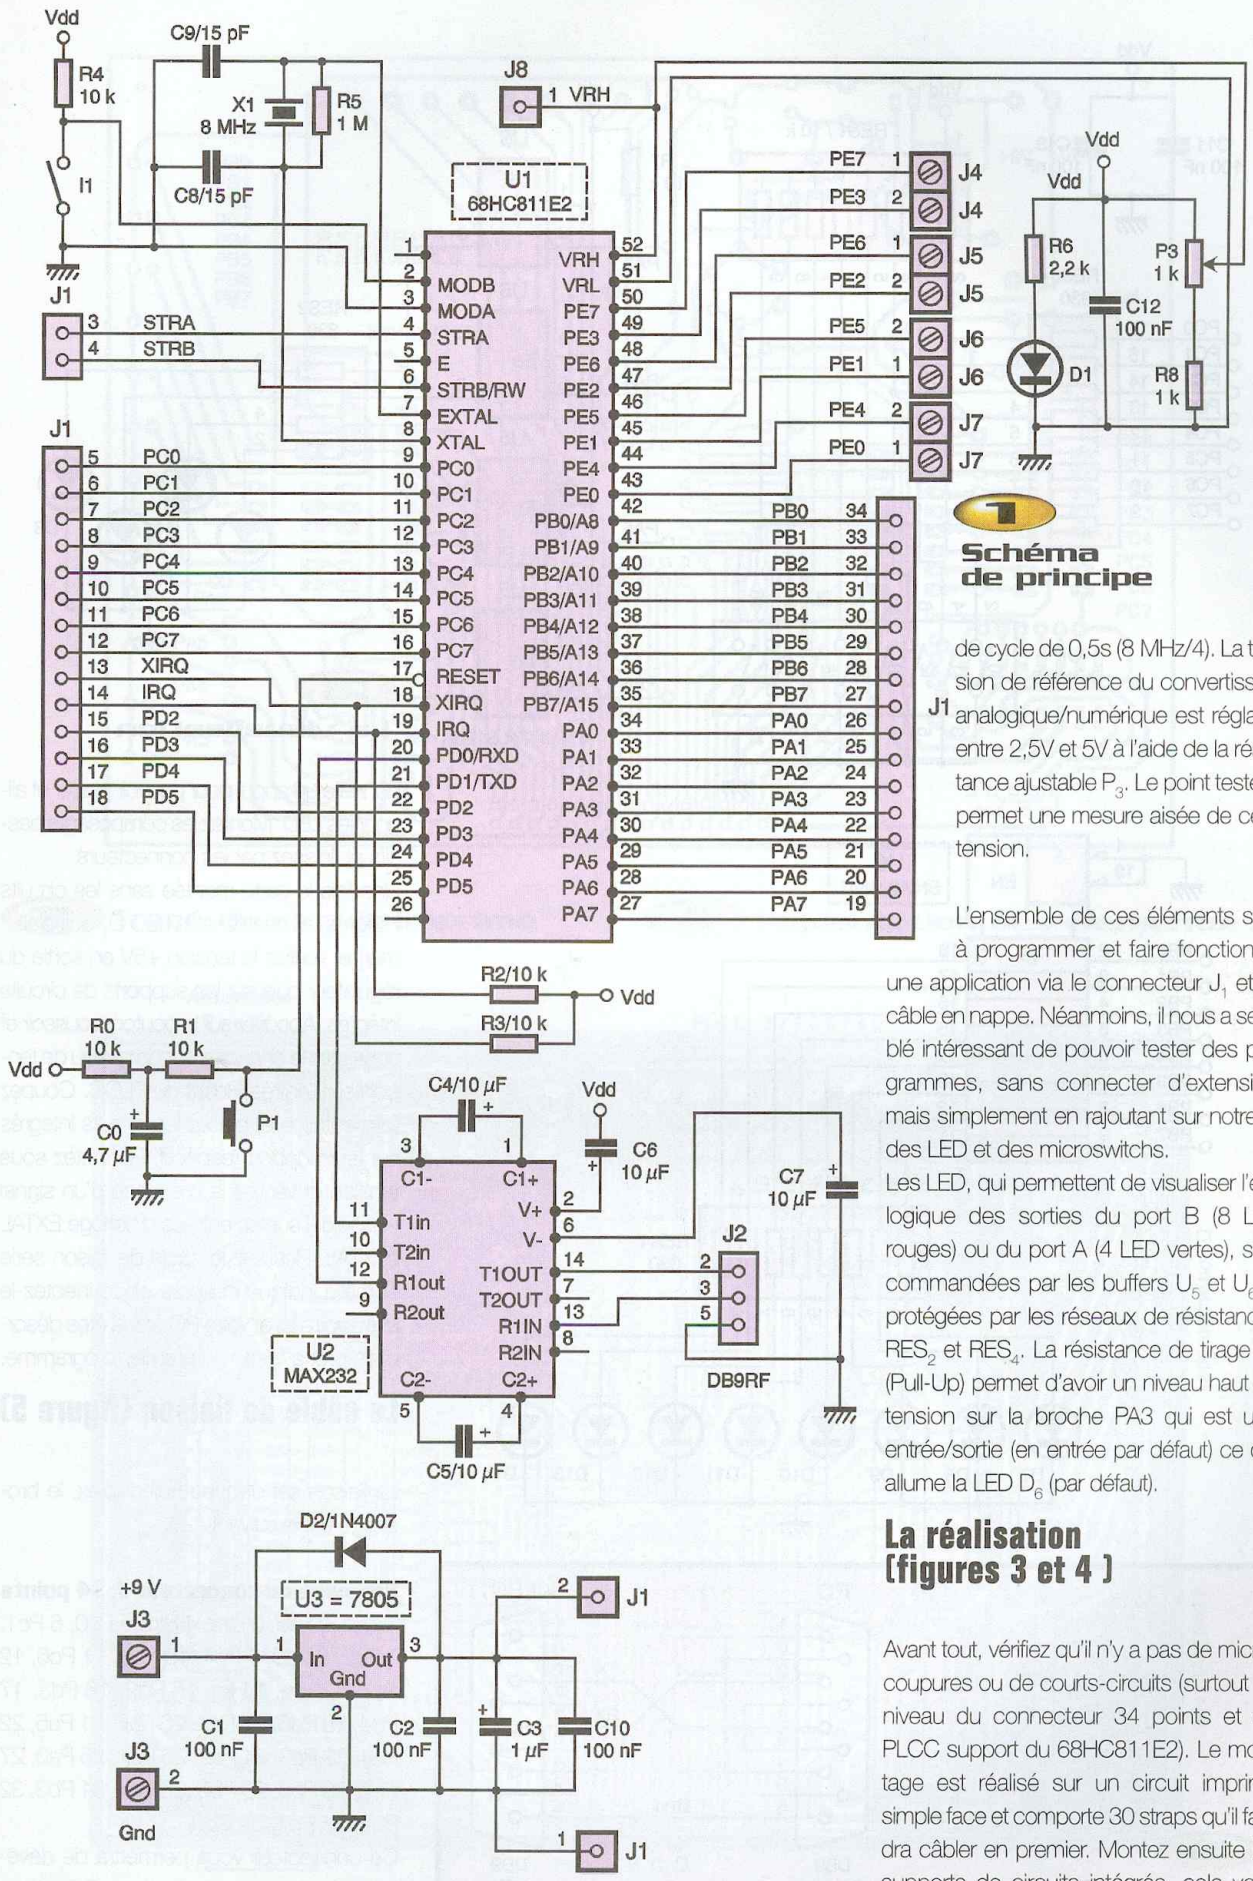 Vdd
C9/15 pF
R4
10 k
X1
8 MHz
R5
1 M
I1
C8/15 pF
J8
1 VRH
U1
68HC811E2
J1
3 STRA
4 STRB
J1
5 PC0
6 PC1
7 PC2
8 PC3
9 PC4
10 PC5
11 PC6
12 PC7
13 XIRQ
14 IRQ
15 PD2
16 PD3
17 PD4
18 PD5
1
2 MODB
3 MODA
4 STRA
5 E
6 STRB/RW
7 EXTAL
8 XTAL
9 PC0
10 PC1
11 PC2
12 PC3
13 PC4
14 PC5
15 PC6
16 PC7
17 RESET
18 XIRQ
19 IRQ
20 PD0/RXD
21 PD1/TXD
22 PD2
23 PD3
24 PD4
25 PD5
26
VRH 52
VRL 51
PE7 50
PE3 49
PE6 48
PE2 47
PE5 46
PE1 45
PE4 44
PE0 43
PB0/A8 42
PB1/A9 41
PB2/A10 40
PB3/A11 39
PB4/A12 38
PB5/A13 37
PB6/A14 36
PB7/A15 35
PA0 34
PA1 33
PA2 32
PA3 31
PA4 30
PA5 29
PA6 28
PA7 27
PE7 1 J4
PE3 2 J4
PE6 1 J5
PE2 2 J5
PE5 2 J6
PE1 1 J6
PE4 2 J7
PE0 1 J7
PB0 34
PB1 33
PB2 32
PB3 31
PB4 30
PB5 29
PB6 28
PB7 27
PA0 26
PA1 25
PA2 24
PA3 23
PA4 22
PA5 21
PA6 20
PA7 19
J1
Vdd
Vdd
R6
2,2 k
P3
1 k
C12
100 nF
D1
R8
1 k
1
Schéma
de principe
de cycle de 0,5s (8 MHz/4). La t
sion de référence du convertiss
analogique/numérique est régla
entre 2,5V et 5V à l'aide de la ré
tance ajustable P3. Le point teste
permet une mesure aisée de ce
tension.
L'ensemble de ces éléments s
à programmer et faire fonction
une application via le connecteur J1 et
câble en nappe. Néanmoins, il nous a se
blé intéressant de pouvoir tester des p
grammes, sans connecter d'extensi
mais simplement en rajoutant sur notre
des LED et des microswitchs.
Les LED, qui permettent de visualiser l'é
logique des sorties du port B (8 L
rouges) ou du port A (4 LED vertes), s
commandées par les buffers U5 et U6
protégées par les réseaux de résistanc
RES2 et RES4. La résistance de tirage
(Pull-Up) permet d'avoir un niveau haut
tension sur la broche PA3 qui est u
entrée/sortie (en entrée par défaut) ce
allume la LED D6 (par défaut).
La réalisation
(figures 3 et 4 )
Avant tout, vérifiez qu'il n'y a pas de micr
coupures ou de courts-circuits (surtout
niveau du connecteur 34 points et
PLCC support du 68HC811E2). Le mo
tage est réalisé sur un circuit imprir
simple face et comporte 30 straps qu'il fa
dra câbler en premier. Montez ensuite
R2/10 k
R3/10 k
Vdd
R0
10 k
R1
10 k
Vdd
+
C0
4,7 µF
P1
C4/10 µF
+
3
1
C1-
C1+
11 T1in
10 T2in
12 R1out
9 R2out
V+ 2
V- 6
T1OUT 14
T2OUT 7
R1IN 13
R2IN 8
C2-
C2+
5
4
U2
MAX232
+
C5/10 µF
Vdd
+
C6
10 µF
C7
10 µF
+
J2
2
3
5
DB9RF
D2/1N4007
+9 V
J3
1
U3 = 7805
1
In
Out
Gnd
3
2
C1
100 nF
C2
100 nF
+
C3
1 µF
C10
100 nF
2 J1
J3
2
Gnd
1 J1